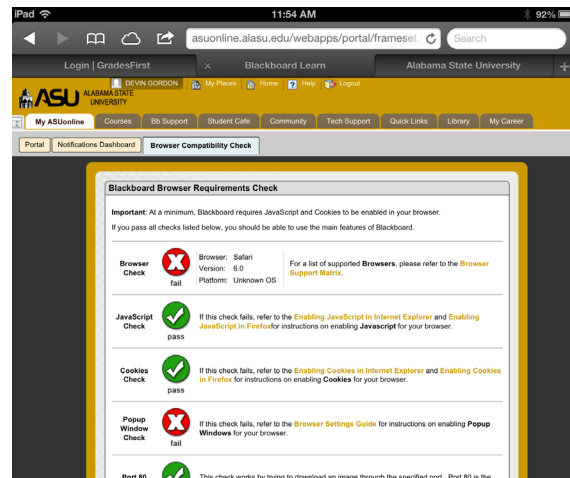 iPad 11:54 AM 92%
asuonline.alasu.edu/webapps/portal/frameset. Search
Login | GradesFirst × Blackboard Learn Alabama State University +
DEVIN GORDON My Places Home ? Help Logout
ASU ALABAMA STATE
UNIVERSITY
My ASUonline Courses Bb Support Student Cafe Community Tech Support Quick Links Library My Career
Portal Notifications Dashboard Browser Compatibility Check
Blackboard Browser Requirements Check
Important: At a minimum, Blackboard requires JavaScript and Cookies to be enabled in your browser.
If you pass all checks listed below, you should be able to use the main features of Blackboard.
Browser
Check
fail
Browser: Safari
Version: 6.0
Platform: Unknown OS
For a list of supported Browsers, please refer to the Browser
Support Matrix.
JavaScript
Check
pass
If this check fails, refer to the Enabling JavaScript in Internet Explorer and Enabling
JavaScript in Firefoxfor instructions on enabling Javascript for your browser.
Cookies
Check
pass
If this check fails, refer to the Enabling Cookies in Internet Explorer and Enabling Cookies
in Firefox for instructions on enabling Cookies for your browser.
Popup
Window
Check
fail
If this check fails, refer to the Browser Settings Guide for instructions on enabling Popup
Windows for your browser.
Port 80
This check works by trying to download an image through the specified port. Port 80 is the